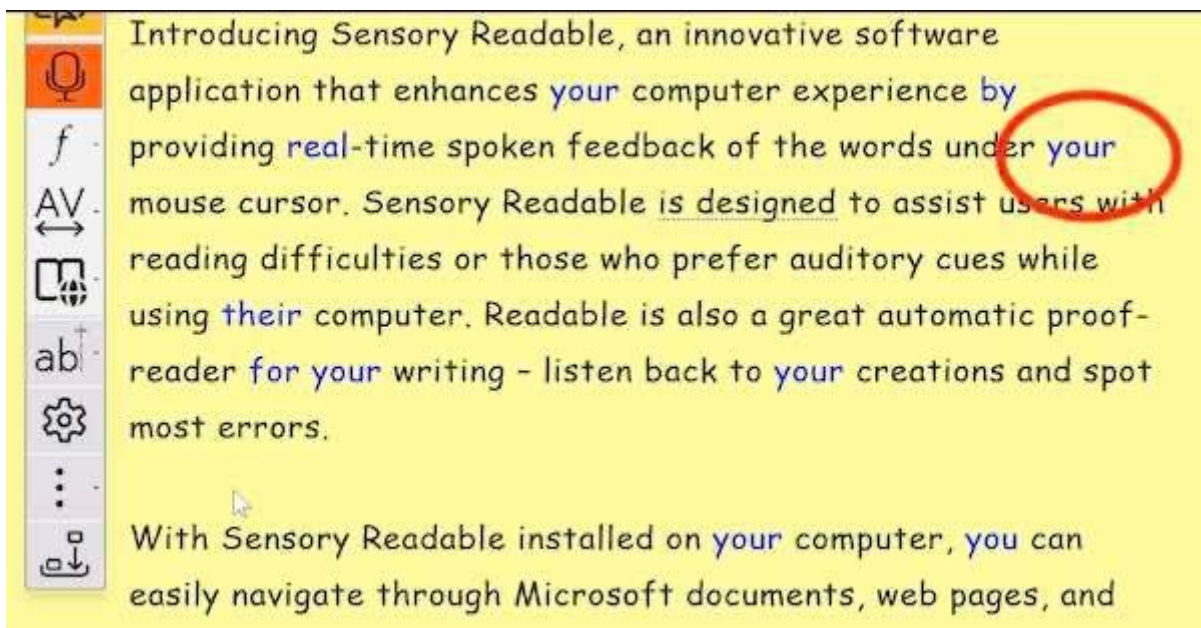 Introducing Sensory Readable, an innovative software
application that enhances your computer experience by
providing real-time spoken feedback of the words under your
mouse cursor. Sensory Readable is designed to assist users with
reading difficulties or those who prefer auditory cues while
using their computer. Readable is also a great automatic proof-
reader for your writing – listen back to your creations and spot
most errors.
With Sensory Readable installed on your computer, you can
easily navigate through Microsoft documents, web pages, and
f
AV
ab